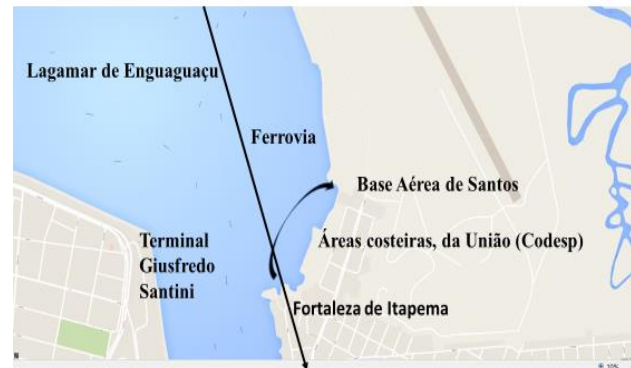 Lagamar de Enguaguaçu
Ferrovia
Base Aérea de Santos
Terminal
Giusfredo
Santini
Áreas costeiras, da União (Codesp)
Fortaleza de Itapema
10%